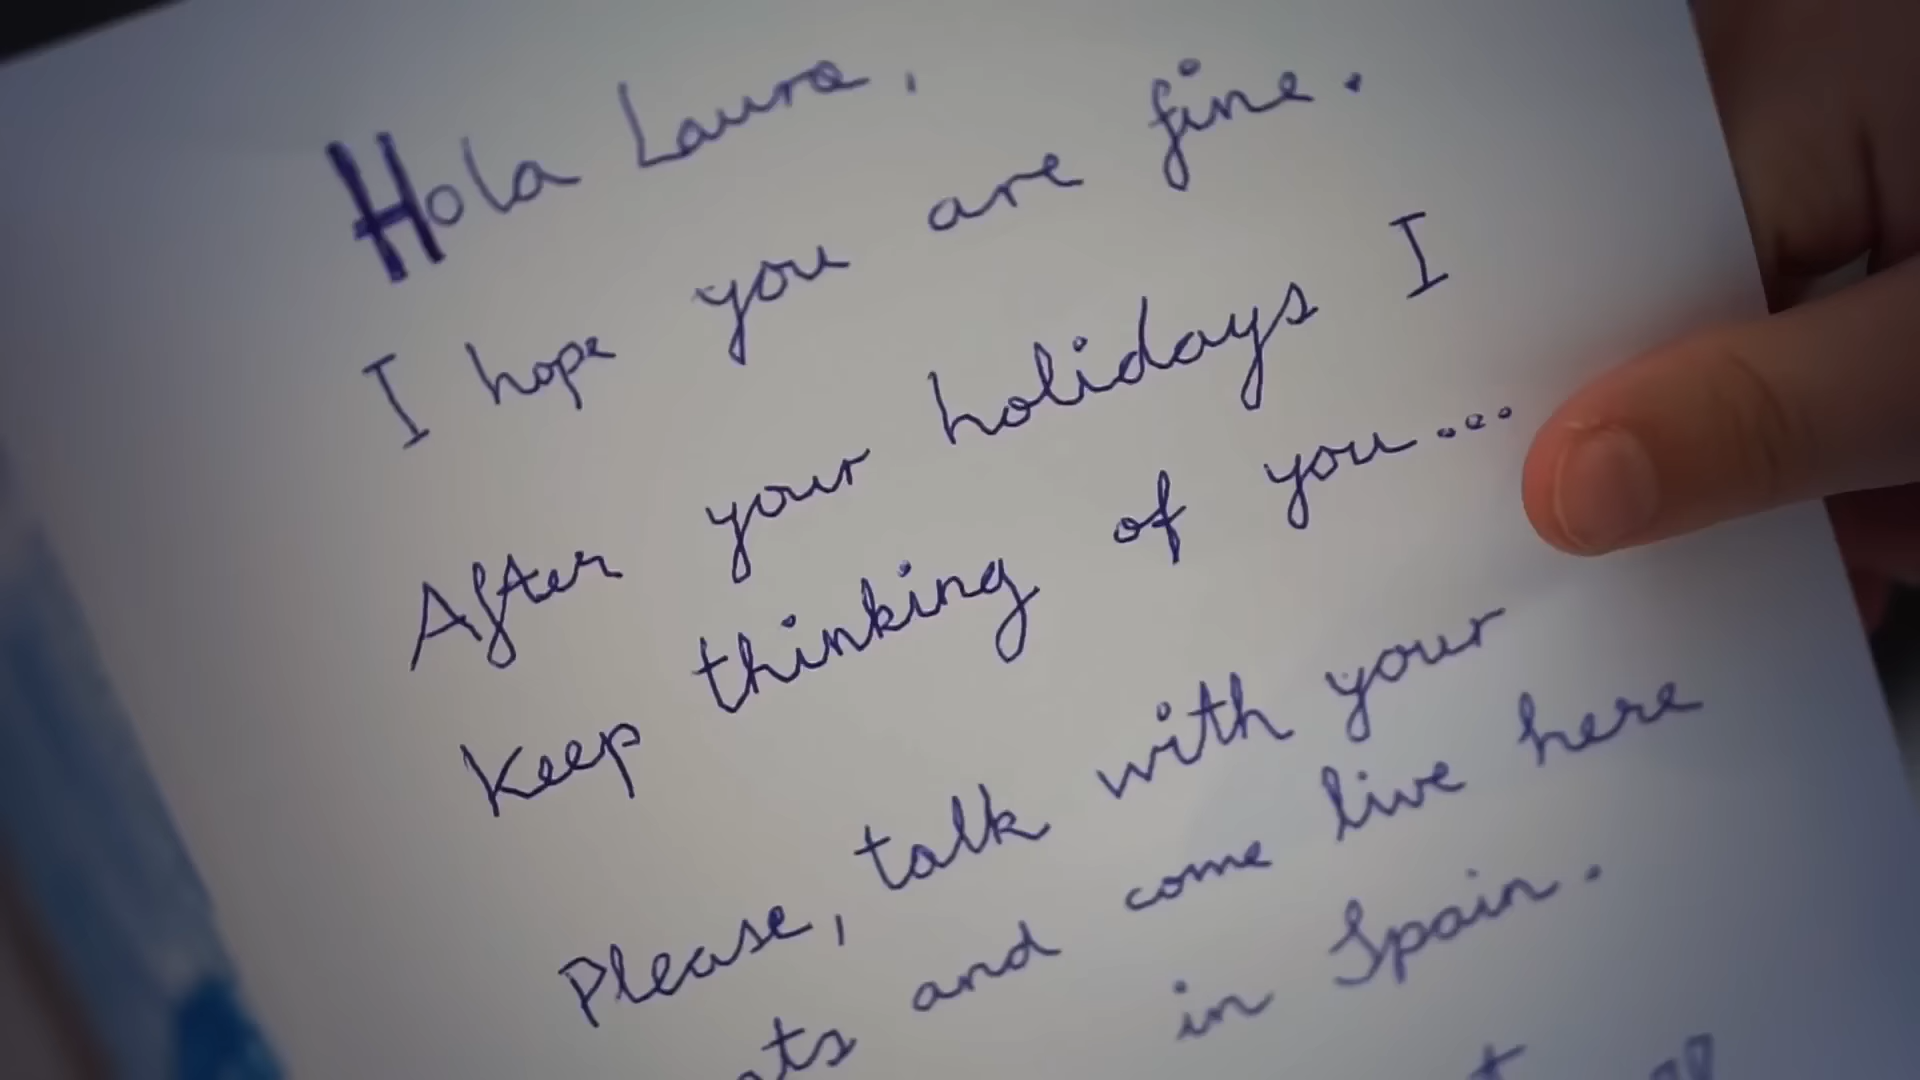 Hola Laura,
I hope you are fine.
After your holidays I
keep thinking of you...
Please, talk with your
and come live here
in Spain.